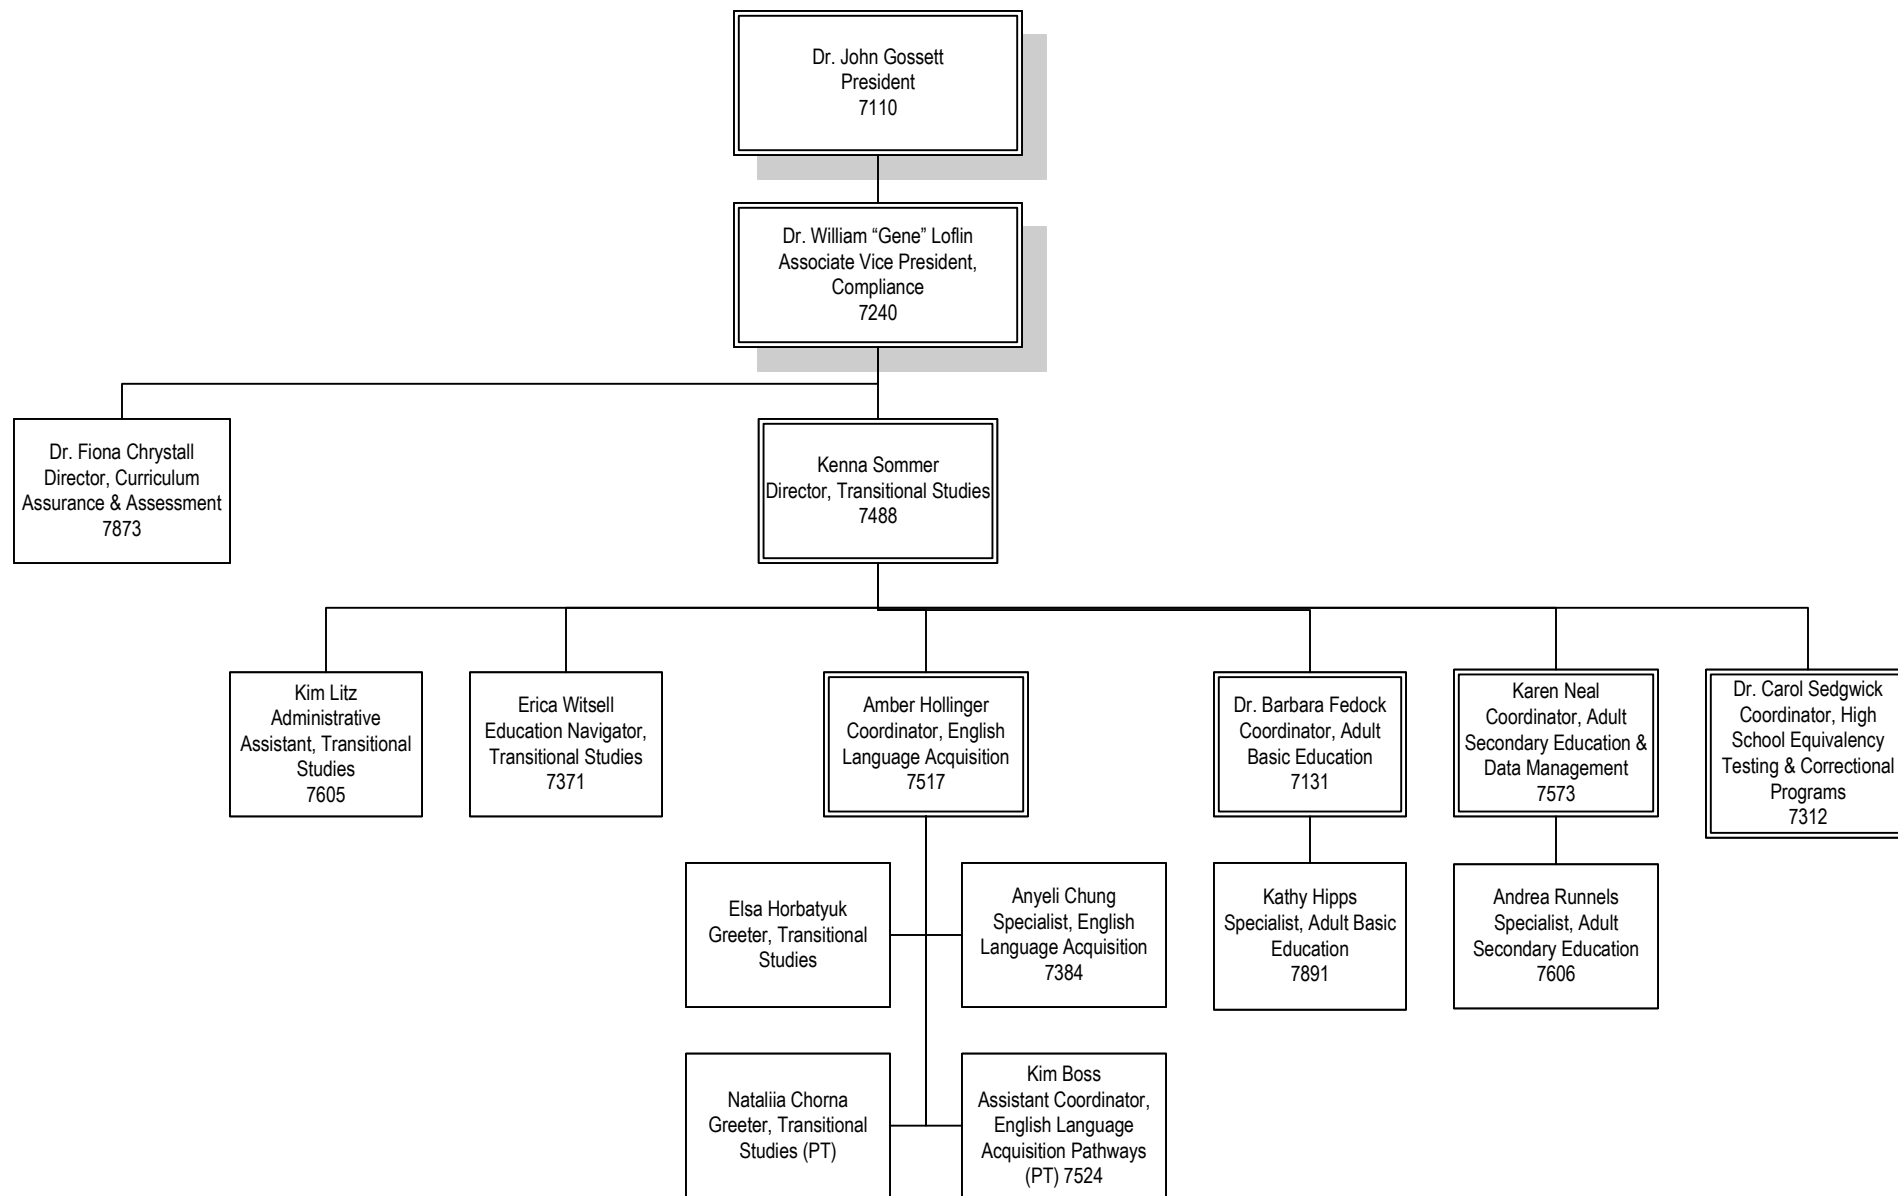 Dr. John Gossett
President
7110
Dr. William “Gene” Loflin
Associate Vice President,
Compliance
7240
Dr. Fiona Chrystall
Director, Curriculum
Assurance & Assessment
7873
Kenna Sommer
Director, Transitional Studies
7488
Kim Litz
Administrative
Assistant, Transitional
Studies
7605
Erica Witsell
Education Navigator,
Transitional Studies
7371
Amber Hollinger
Coordinator, English
Language Acquisition
7517
Dr. Barbara Fedock
Coordinator, Adult
Basic Education
7131
Karen Neal
Coordinator, Adult
Secondary Education &
Data Management
7573
Dr. Carol Sedgwick
Coordinator, High
School Equivalency
Testing & Correctional
Programs
7312
Elsa Horbatyuk
Greeter, Transitional
Studies
Anyeli Chung
Specialist, English
Language Acquisition
7384
Kathy Hipps
Specialist, Adult Basic
Education
7891
Andrea Runnels
Specialist, Adult
Secondary Education
7606
Nataliia Chorna
Greeter, Transitional
Studies (PT)
Kim Boss
Assistant Coordinator,
English Language
Acquisition Pathways
(PT) 7524